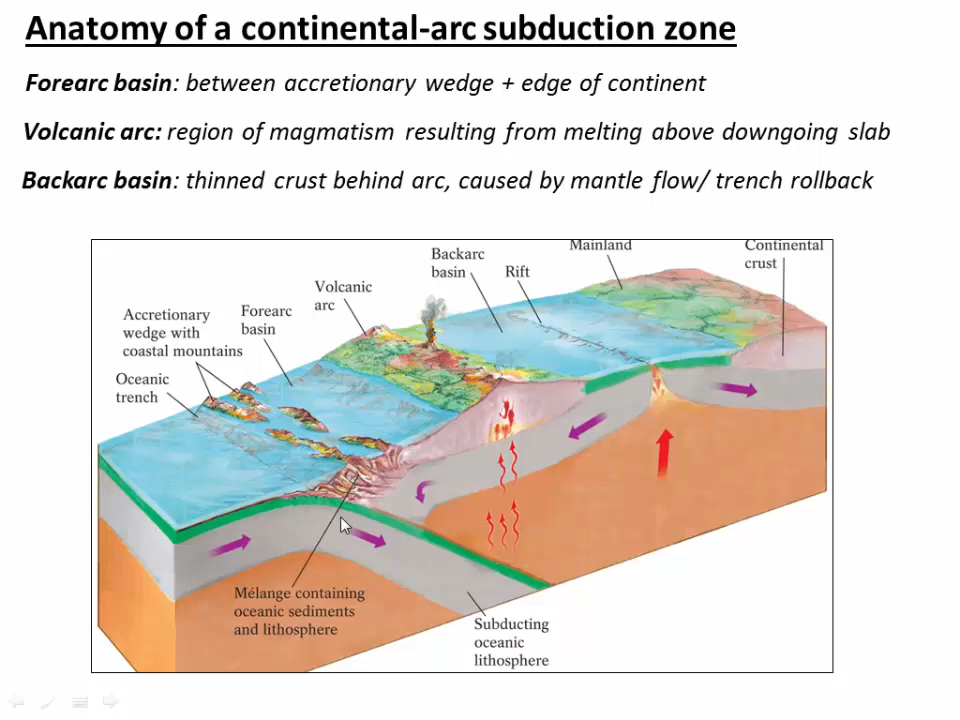 Anatomy of a continental-arc subduction zone
Forearc basin: between accretionary wedge + edge of continent
Volcanic arc: region of magmatism resulting from melting above downgoing slab
Backarc basin: thinned crust behind arc, caused by mantle flow/ trench rollback
Mainland
Continental
crust
Backarc
basin
Rift
Volcanic
arc
Accretionary
wedge with
coastal mountains
Forearc
basin
Oceanic
trench
Mélange containing
oceanic sediments
and lithosphere
Subducting
oceanic
lithosphere